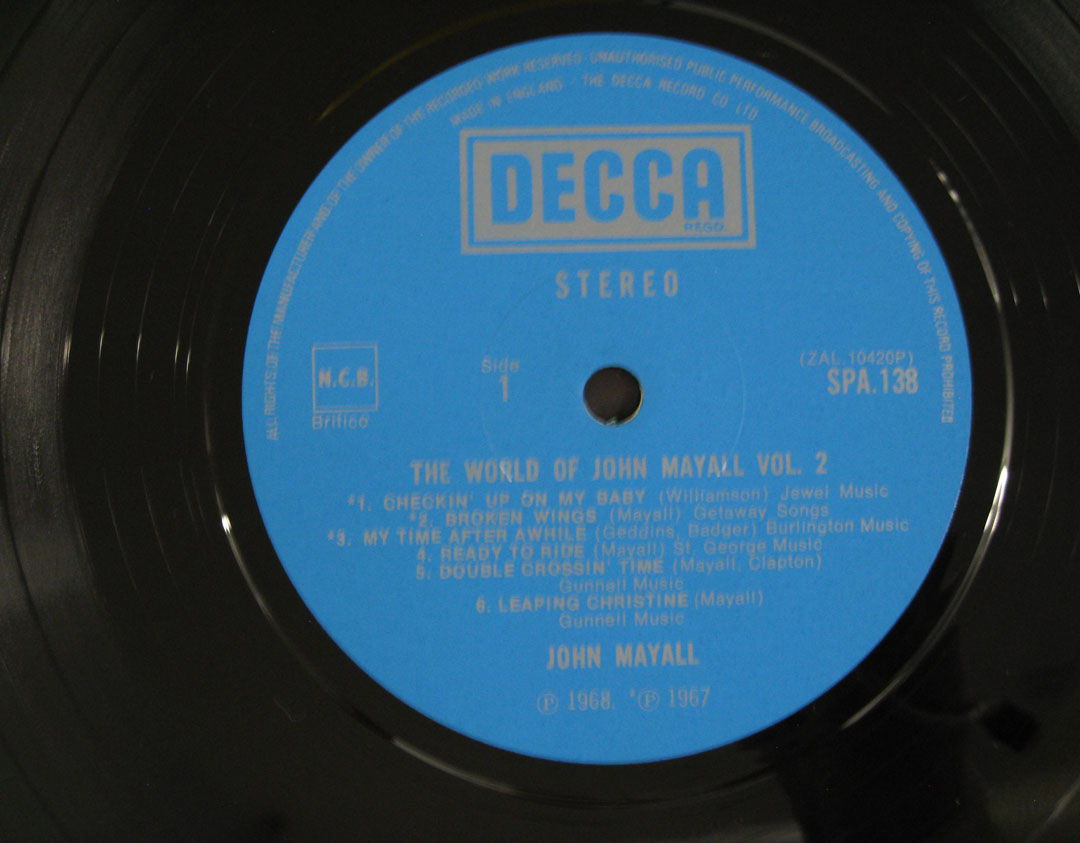 ALL RIGHTS OF THE MANUFACTURER AND OF THE OWNER OF THE RECORDED WORK RESERVED · UNAUTHORISED PUBLIC PERFORMANCE BROADCASTING AND COPYING OF THIS RECORD PROHIBITED
MADE IN ENGLAND · THE DECCA RECORD CO LTD
DECCA
REGD.
STEREO
N.C.B.
Britico
Side
1
(ZAL.10420P)
SPA.138
THE WORLD OF JOHN MAYALL VOL. 2
*1. CHECKIN' UP ON MY BABY (Williamson) Jewel Music
*2. BROKEN WINGS (Mayall) Getaway Songs
*3. MY TIME AFTER AWHILE (Geddins, Badger) Burlington Music
4. READY TO RIDE (Mayall) St. George Music
5. DOUBLE CROSSIN' TIME (Mayall, Clapton)
Gunnell Music
6. LEAPING CHRISTINE (Mayall)
Gunnell Music
JOHN MAYALL
℗ 1968. *℗ 1967